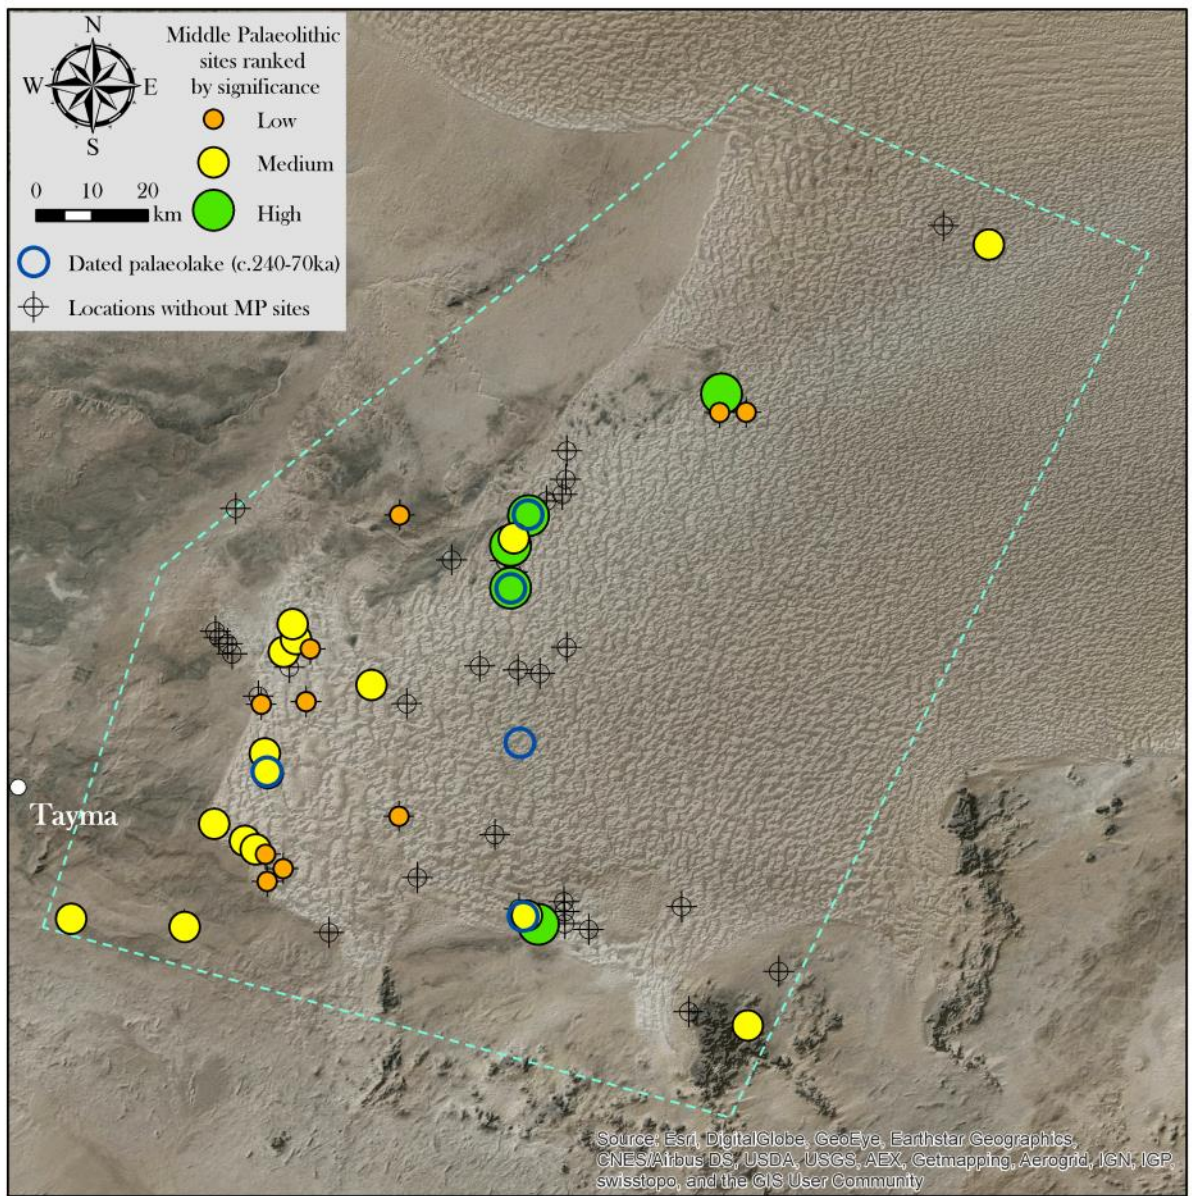 N
W
E
S
0 10 20
km
Middle Palaeolithic
sites ranked
by significance
Low
Medium
High
Dated palaeolake (c.240-70ka)
Locations without MP sites
Tayma
Source: Esri, DigitalGlobe, GeoEye, Earthstar Geographics,
CNES/Airbus DS, USDA, USGS, AEX, Getmapping, Aerogrid, IGN, IGP,
swisstopo, and the GIS User Community